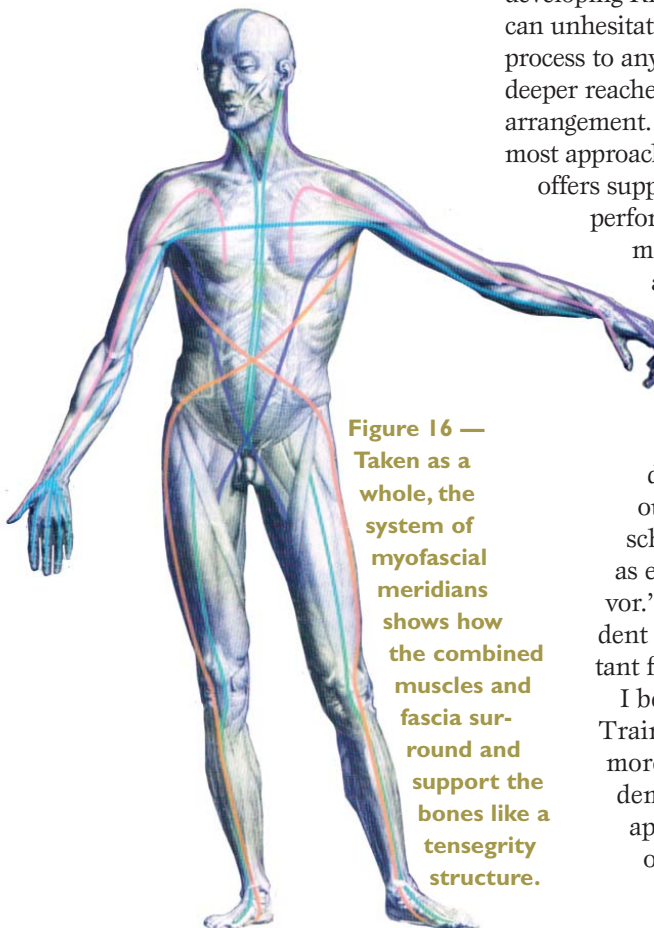 can unhesitat
process to any
deeper reache
arrangement.
most approach
offers supp
perfor
m
a
Figure 16 —
Taken as a
whole, the
system of
myofascial
meridians
shows how
the combined
muscles and
fascia sur-
round and
support the
bones like a
tensegrity
structure.
d
ou
sch
as e
vor.'
dent
tant f
I be
Train
more
den
ap
o